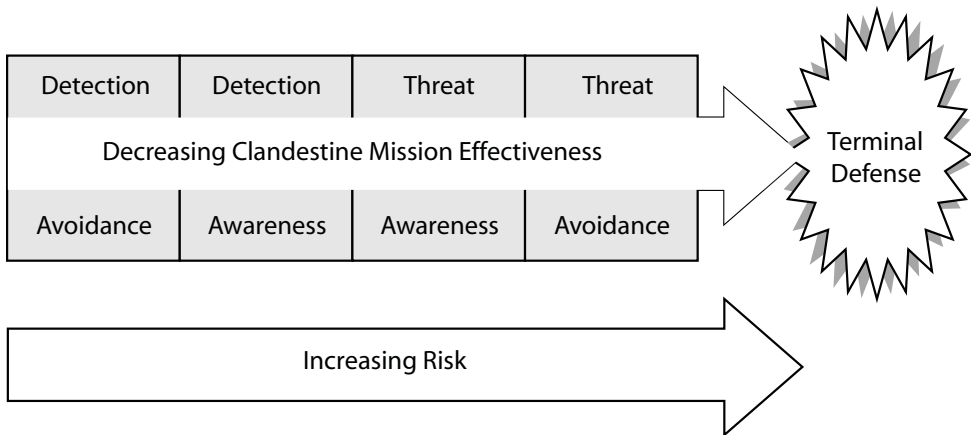 Detection Detection Threat Threat
Decreasing Clandestine Mission Effectiveness
Avoidance Awareness Awareness Avoidance
Terminal
Defense
Increasing Risk